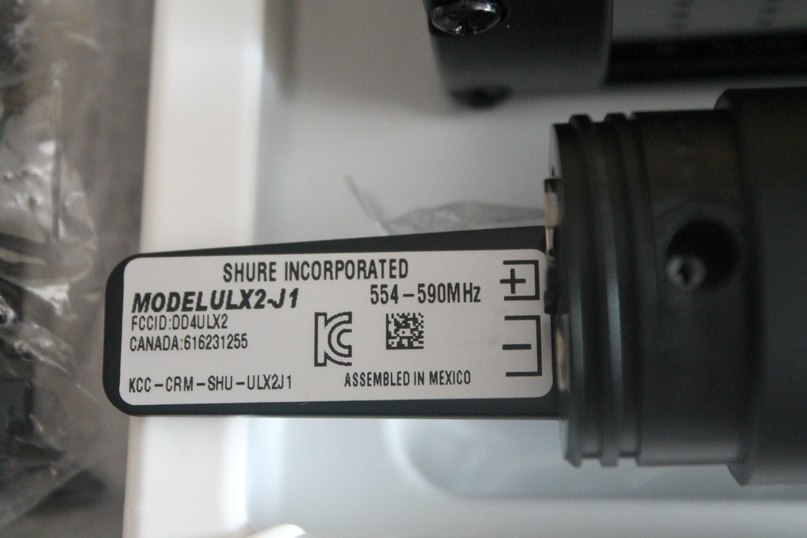 SHURE INCORPORATED
MODELULX2-J1
554-590MHz
FCCID:DD4ULX2
CANADA:616231255
KCC-CRM-SHU-ULX2J1
ASSEMBLED IN MEXICO
+
-